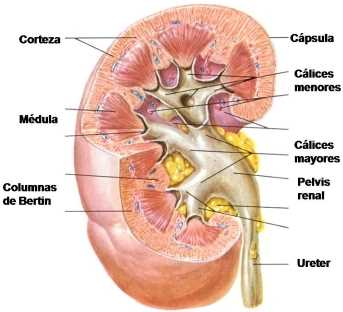 Corteza
Cápsula
Cálices
menores
Médula
Cálices
mayores
Columnas
de Bertin
Pelvis
renal
Ureter